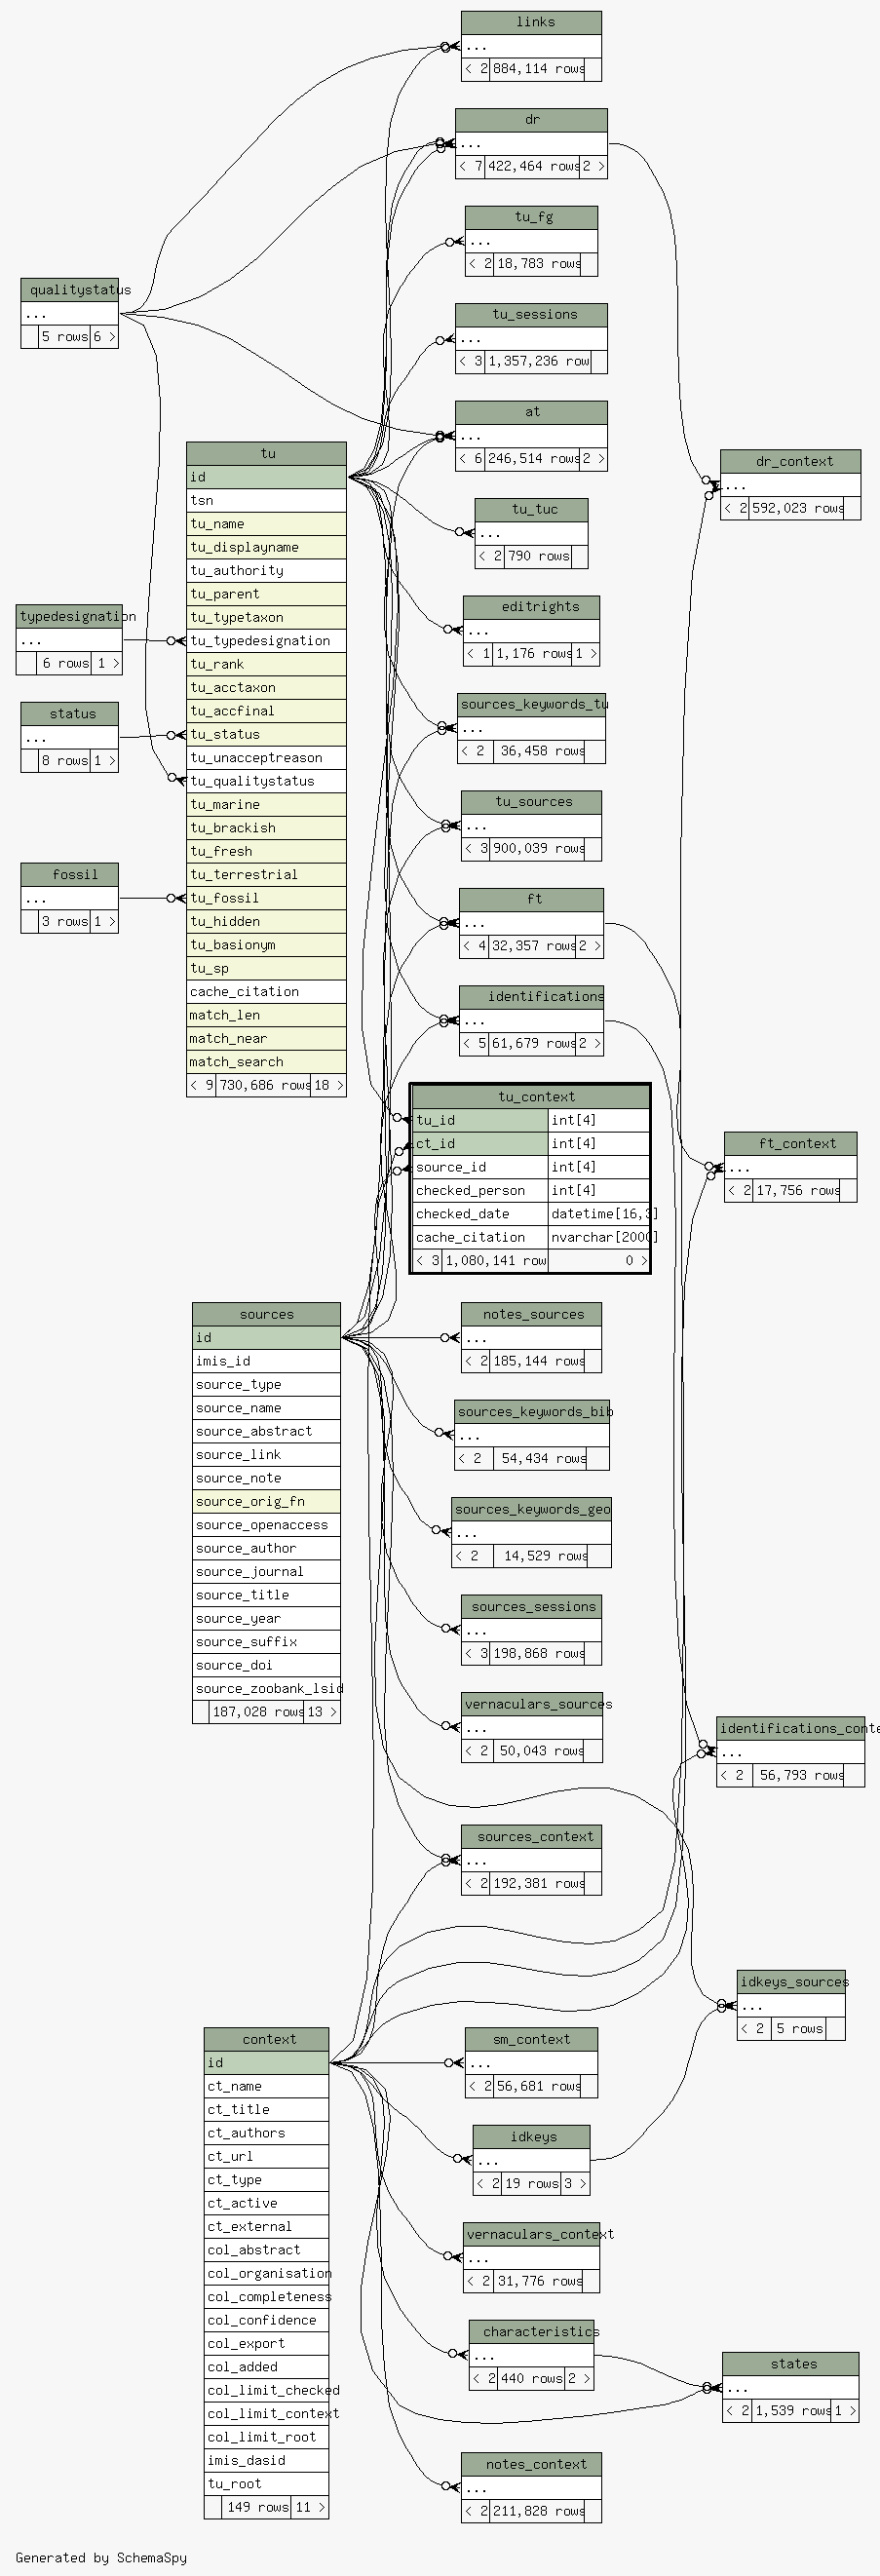 links
...
< 2 884,114 rows
dr
...
< 7 422,464 rows 2 >
tu_fg
...
< 2 18,783 rows
qualitystatus
...
5 rows 6 >
tu_sessions
...
< 3 1,357,236 row
at
...
< 6 246,514 rows 2 >
tu
id
tsn
tu_name
tu_displayname
tu_authority
tu_parent
tu_typetaxon
tu_typedesignation
tu_rank
tu_acctaxon
tu_accfinal
tu_status
tu_unacceptreason
tu_qualitystatus
tu_marine
tu_brackish
tu_fresh
tu_terrestrial
tu_fossil
tu_hidden
tu_basionym
tu_sp
cache_citation
match_len
match_near
match_search
< 9 730,686 rows 18 >
dr_context
...
< 2 592,023 rows
tu_tuc
...
< 2 790 rows
typedesignation
...
6 rows 1 >
editrights
...
< 1 1,176 rows 1 >
status
...
8 rows 1 >
sources_keywords_tu
...
< 2 36,458 rows
tu_sources
...
< 3 900,039 rows
fossil
...
3 rows 1 >
ft
...
< 4 32,357 rows 2 >
identifications
...
< 5 61,679 rows 2 >
tu_context
tu_id int[4]
ct_id int[4]
source_id int[4]
checked_person int[4]
checked_date datetime[16,3]
cache_citation nvarchar[2000]
< 3 1,080,141 row 0 >
ft_context
...
< 2 17,756 rows
sources
id
imis_id
source_type
source_name
source_abstract
source_link
source_note
source_orig_fn
source_openaccess
source_author
source_journal
source_title
source_year
source_suffix
source_doi
source_zoobank_lsid
187,028 rows 13 >
notes_sources
...
< 2 185,144 rows
sources_keywords_bib
...
< 2 54,434 rows
sources_keywords_geo
...
< 2 14,529 rows
sources_sessions
...
< 3 198,868 rows
vernaculars_sources
...
< 2 50,043 rows
identifications_conte
...
< 2 56,793 rows
sources_context
...
< 2 192,381 rows
idkeys_sources
...
< 2 5 rows
context
id
ct_name
ct_title
ct_authors
ct_url
ct_type
ct_active
ct_external
col_abstract
col_organisation
col_completeness
col_confidence
col_export
col_added
col_limit_checked
col_limit_context
col_limit_root
imis_dasid
tu_root
149 rows 11 >
sm_context
...
< 2 56,681 rows
idkeys
...
< 2 19 rows 3 >
vernaculars_context
...
< 2 31,776 rows
characteristics
...
< 2 440 rows 2 >
states
...
< 2 1,539 rows 1 >
notes_context
...
< 2 211,828 rows
Generated by SchemaSpy